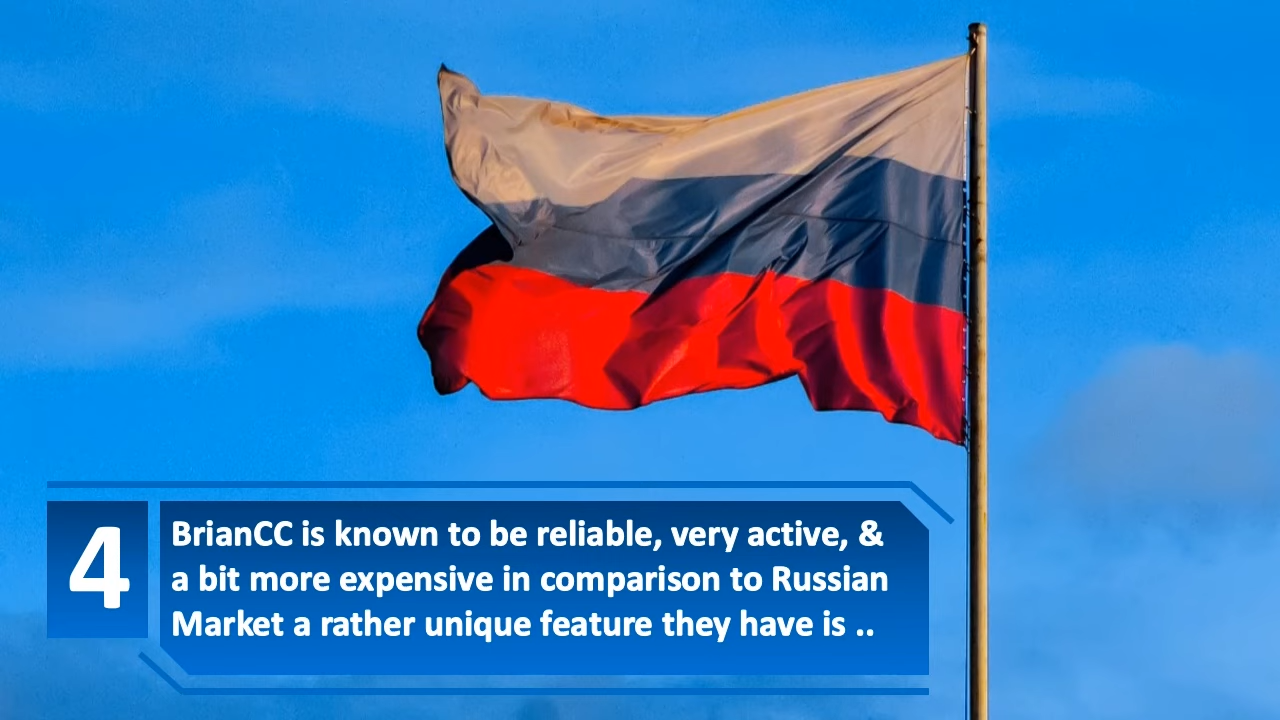 4
BrianCC is known to be reliable, very active, &
a bit more expensive in comparison to Russian
Market a rather unique feature they have is ..